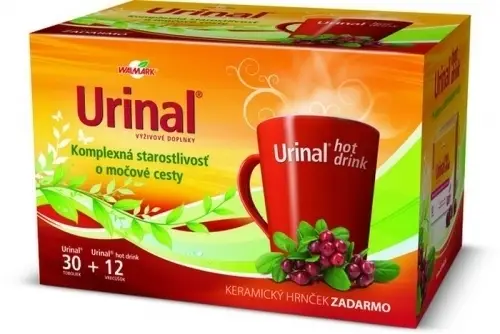 WALMARK
Urinal®
VÝŽIVOVÉ DOPLNKY
Komplexná starostlivosť
o močové cesty
Urinal® hot drink
Urinal® Urinal® hot drink
30 + 12
TOBOLIEK VRECÚŠOK
KERAMICKÝ HRNČEK ZADARMO